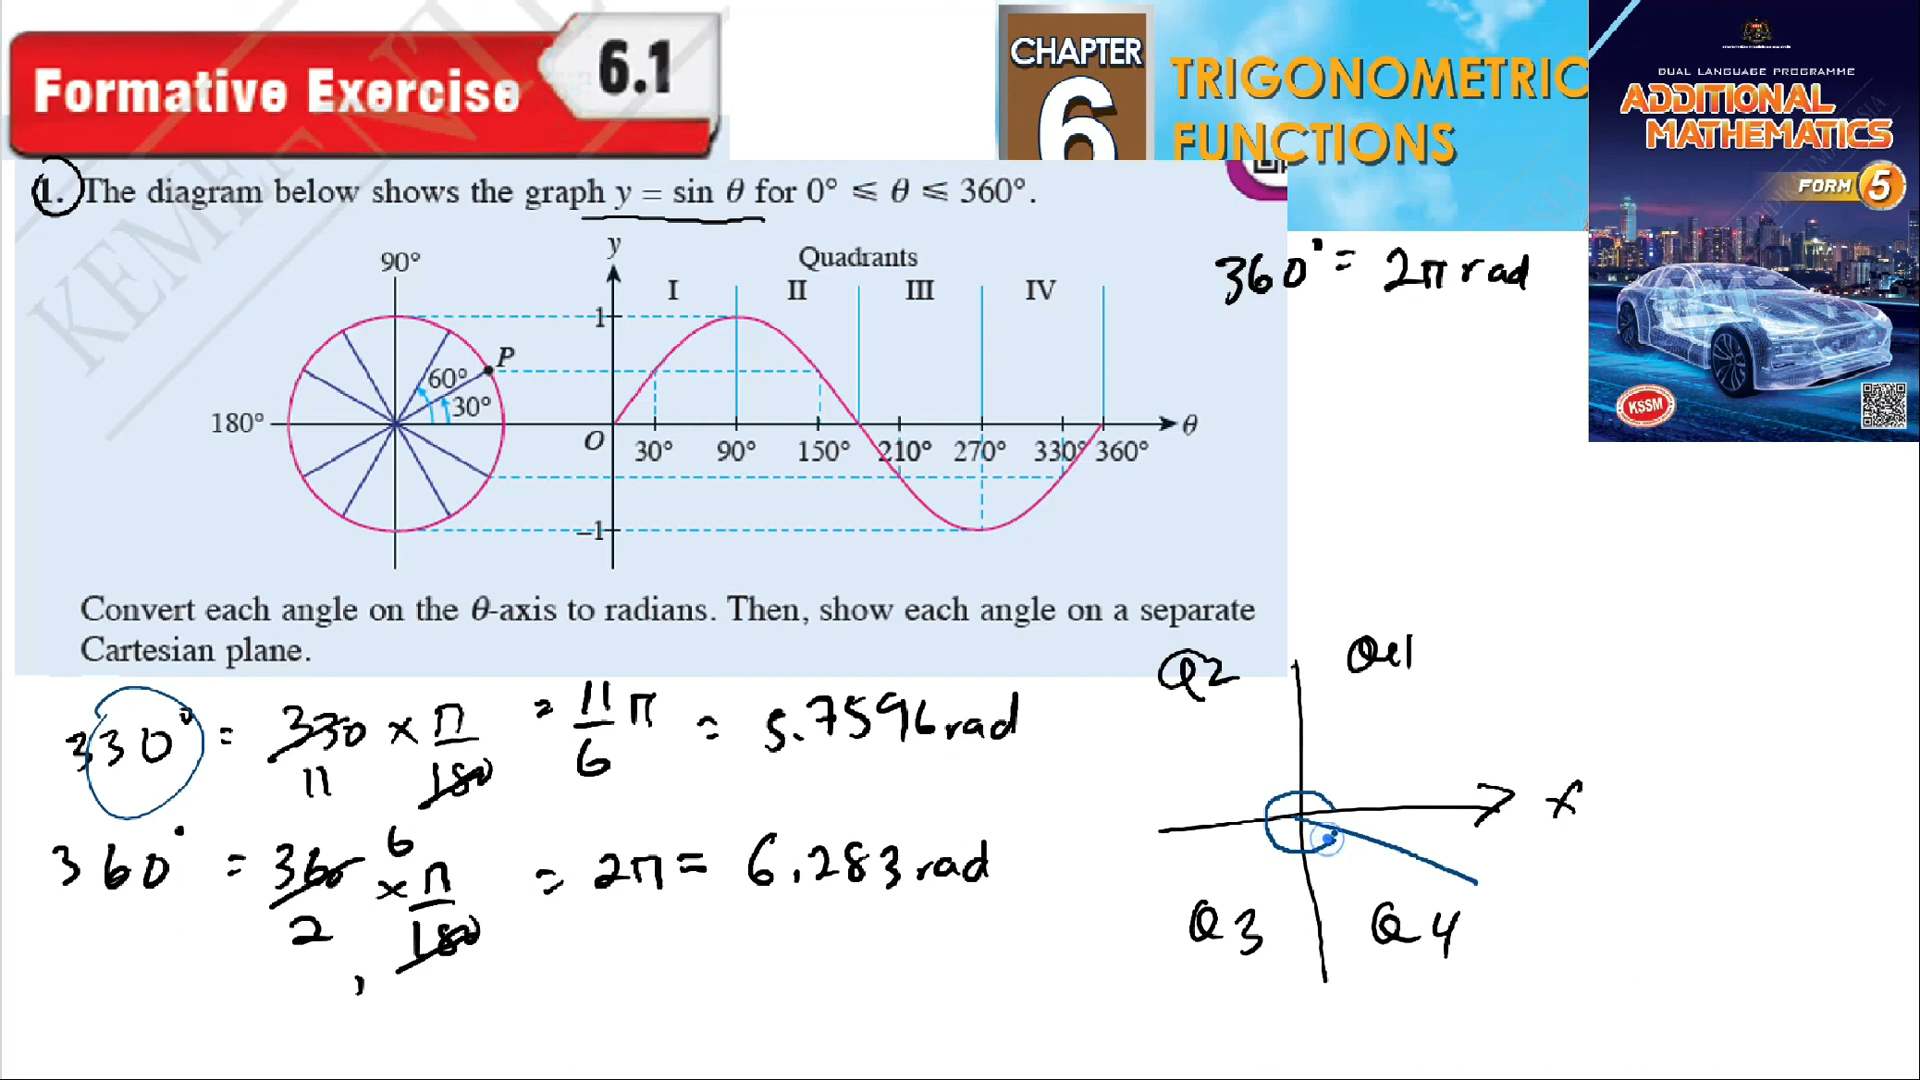 Formative Exercise 6.1
CHAPTER
6
TRIGONOMETRIC
FUNCTIONS
DUAL LANGUAGE PROGRAMME
ADDITIONAL
MATHEMATICS
FORM 5
KSSM
1. The diagram below shows the graph y = sin θ for 0° ⩽ θ ⩽ 360°.
360° = 2π rad
90°
y
Quadrants
I II III IV
1
P
60°
30°
180°
O
θ
30° 90° 150° 210° 270° 330° 360°
–1
Convert each angle on the θ-axis to radians. Then, show each angle on a separate
Cartesian plane.
Q2
330° = 330 × π = 11 π = 5.7596 rad
11 180 6
x
360° = 360 × π = 2π = 6.283 rad
6
2 180
Q3 Q4